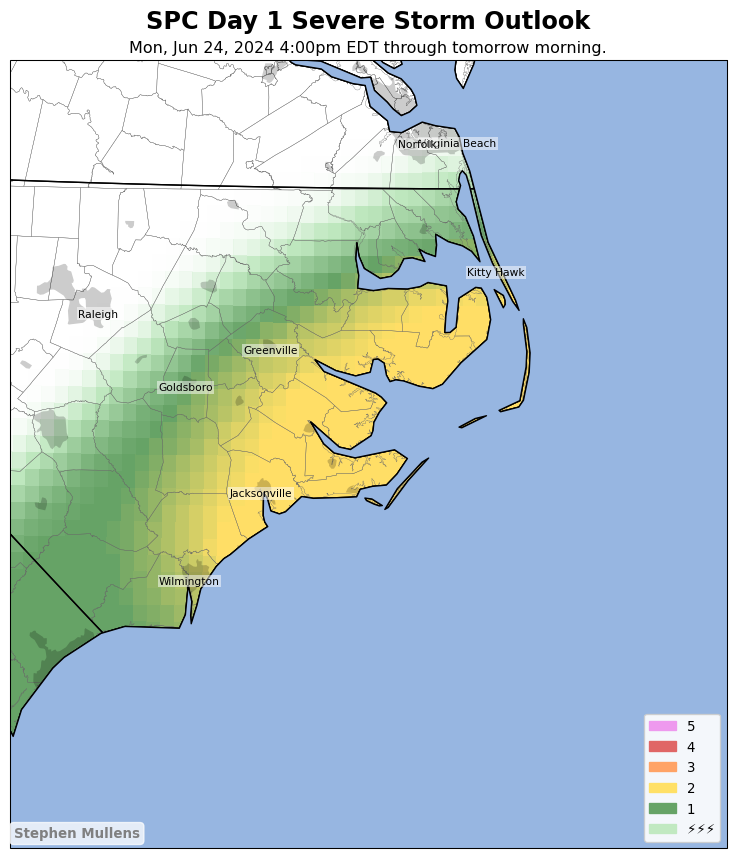 SPC Day 1 Severe Storm Outlook
Mon, Jun 24, 2024 4:00pm EDT through tomorrow morning.
Norfolk
Virginia Beach
Kitty Hawk
Raleigh
Greenville
Goldsboro
Jacksonville
Wilmington
5
4
3
2
1
⚡⚡⚡
Stephen Mullens